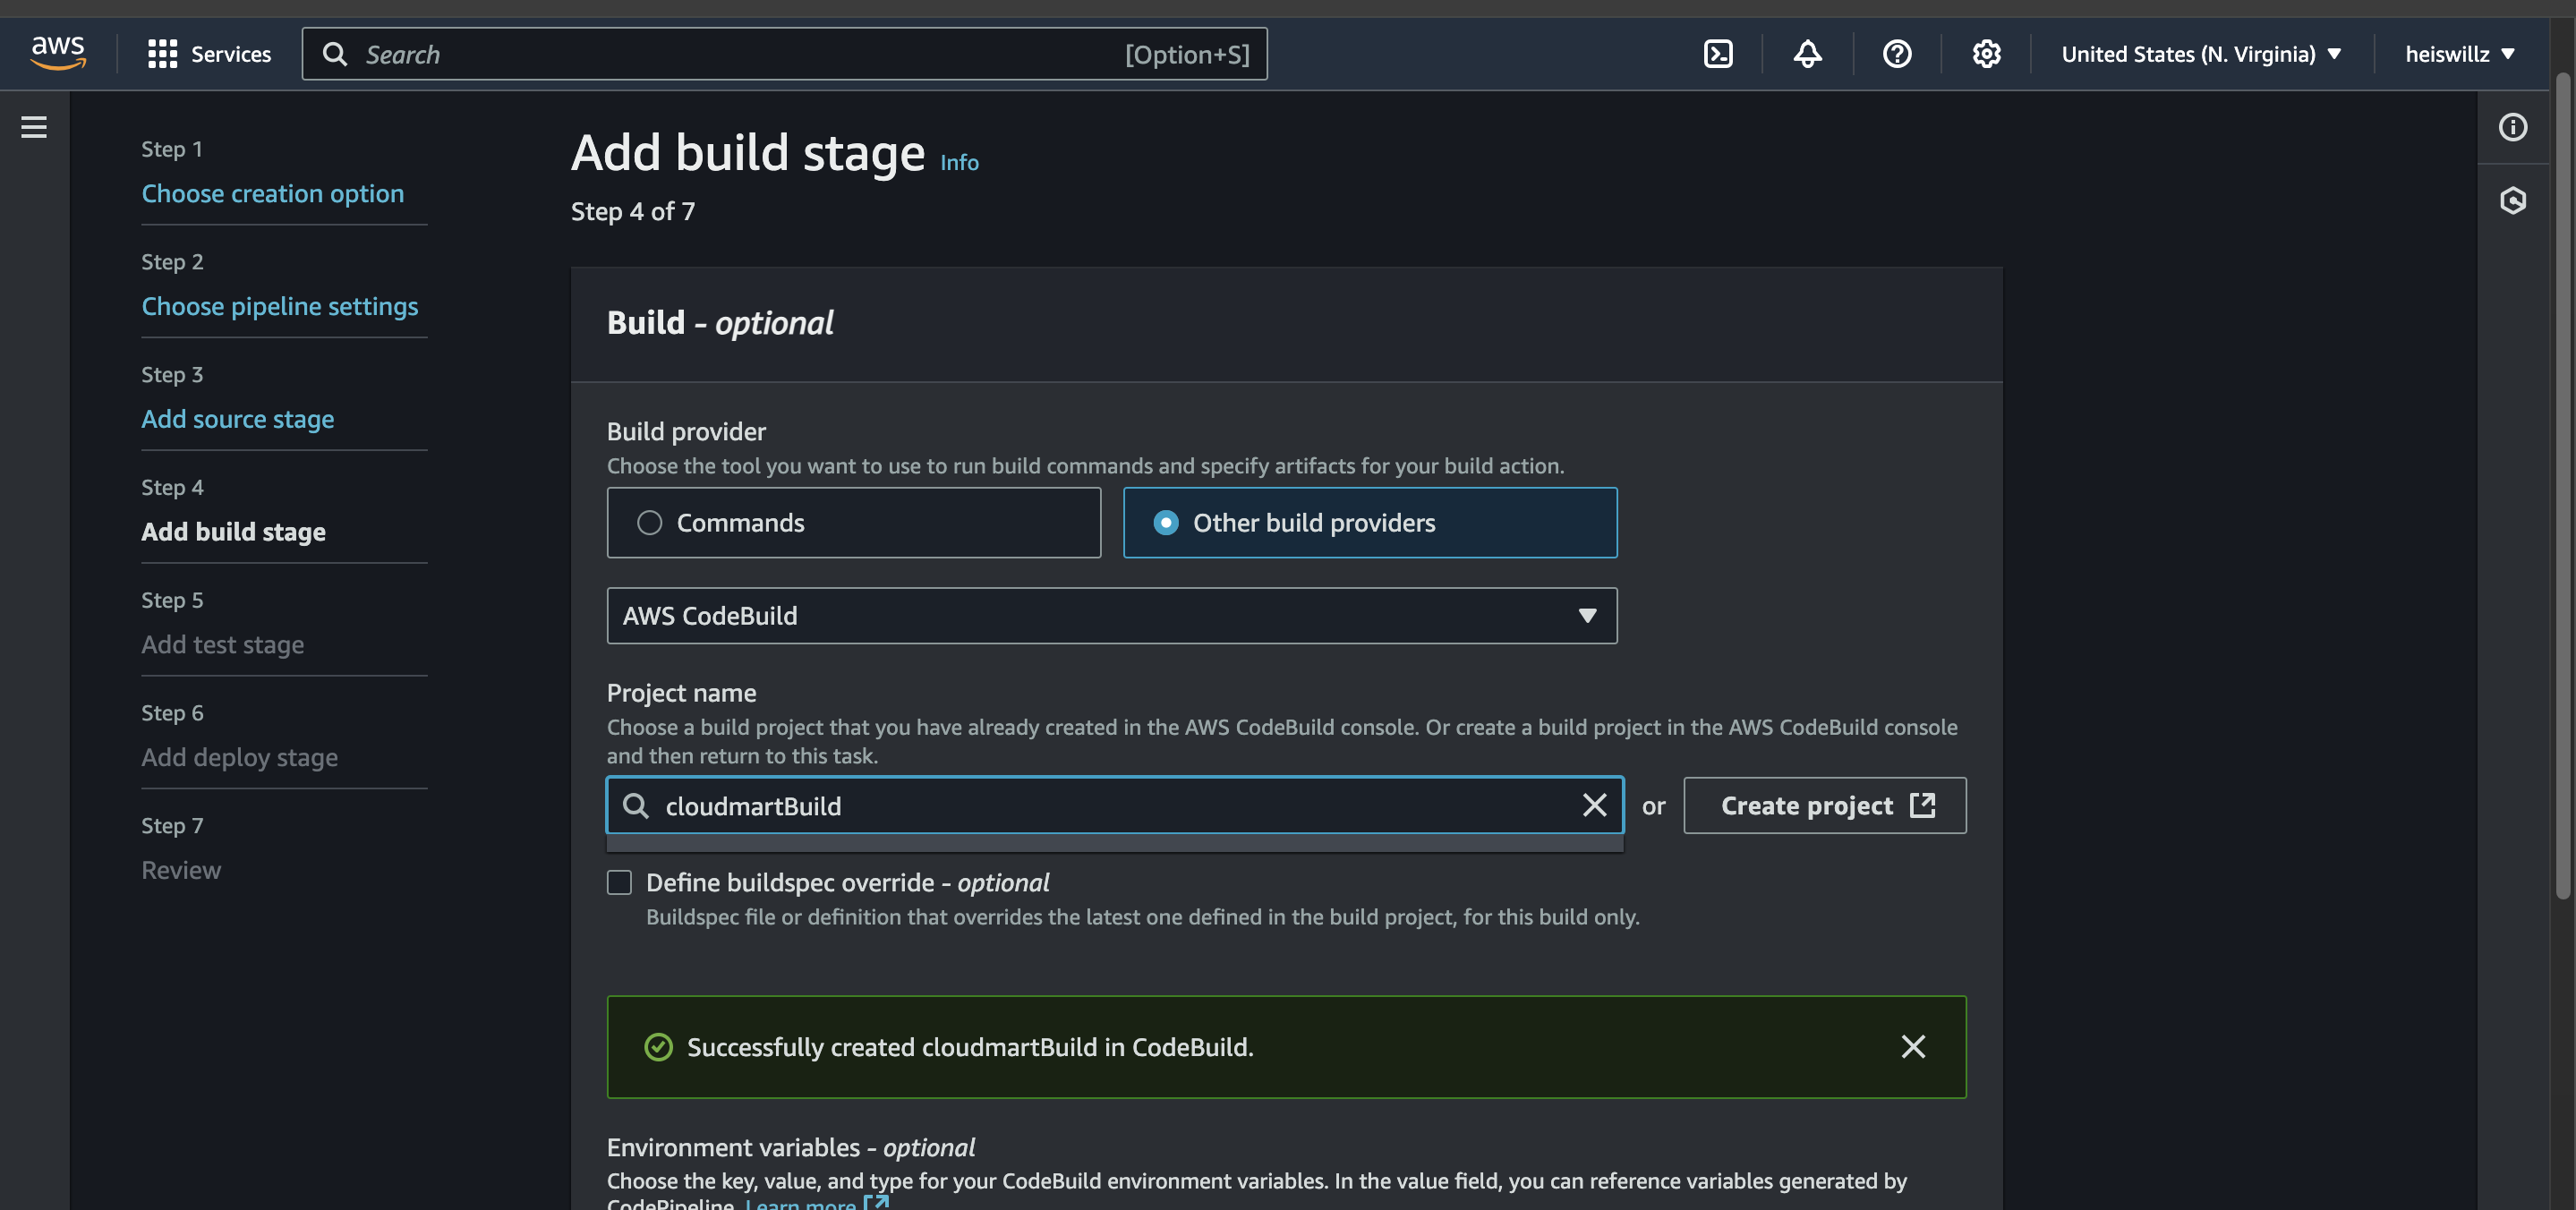 aws
Services
Search
[Option+S]
United States (N. Virginia)
heiswillz
Step 1
Choose creation option
Step 2
Choose pipeline settings
Step 3
Add source stage
Step 4
Add build stage
Step 5
Add test stage
Step 6
Add deploy stage
Step 7
Review
Add build stage Info
Step 4 of 7
Build - optional
Build provider
Choose the tool you want to use to run build commands and specify artifacts for your build action.
Commands
Other build providers
AWS CodeBuild
Project name
Choose a build project that you have already created in the AWS CodeBuild console. Or create a build project in the AWS CodeBuild console
and then return to this task.
cloudmartBuild
or
Create project
Define buildspec override - optional
Buildspec file or definition that overrides the latest one defined in the build project, for this build only.
Successfully created cloudmartBuild in CodeBuild.
Environment variables - optional
Choose the key, value, and type for your CodeBuild environment variables. In the value field, you can reference variables generated by
CodePipeline. Learn more